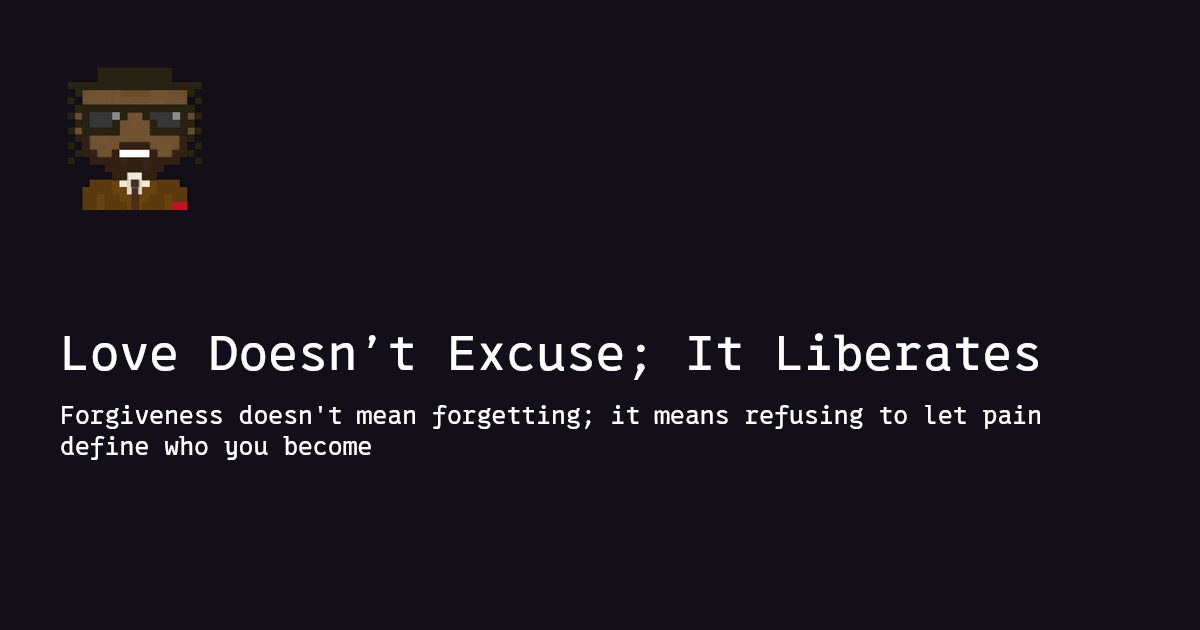 Love Doesn’t Excuse; It Liberates
Forgiveness doesn't mean forgetting; it means refusing to let pain
define who you become